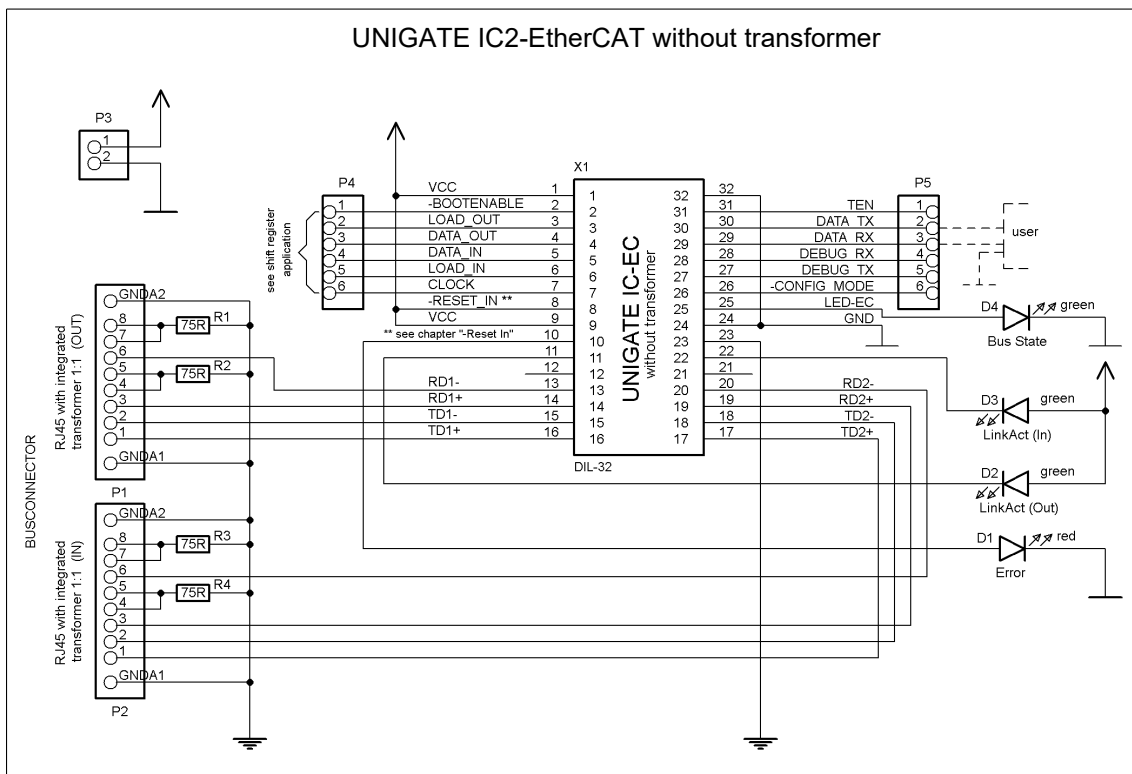 UNIGATE IC2-EtherCAT without transformer
P3
1
2
P4
1
2
3
4
5
6
see shift register
application
VCC
-BOOTENABLE
LOAD_OUT
DATA_OUT
DATA_IN
LOAD_IN
CLOCK
-RESET_IN **
VCC
** see chapter "-Reset In"
RD1-
RD1+
TD1-
TD1+
1
2
3
4
5
6
7
8
9
10
11
12
13
14
15
16
X1
1
2
3
4
5
6
7
8
9
10
11
12
13
14
15
16
UNIGATE IC-EC
without transformer
32
31
30
29
28
27
26
25
24
23
22
21
20
19
18
17
DIL-32
32
31
30
29
28
27
26
25
24
23
22
21
20
19
18
17
TEN
DATA_TX
DATA_RX
DEBUG_RX
DEBUG_TX
-CONFIG_MODE
LED-EC
GND
RD2-
RD2+
TD2-
TD2+
P5
1
2
3
4
5
6
user
D4
green
Bus State
D3
green
LinkAct (In)
D2
green
LinkAct (Out)
D1
red
Error
BUSCONNECTOR
RJ45 with integrated
transformer 1:1 (OUT)
GNDA2
8
7
6
5
4
3
2
1
GNDA1
75R
R1
75R
R2
P1
RJ45 with integrated
transformer 1:1 (IN)
GNDA2
8
7
6
5
4
3
2
1
GNDA1
75R
R3
75R
R4
P2